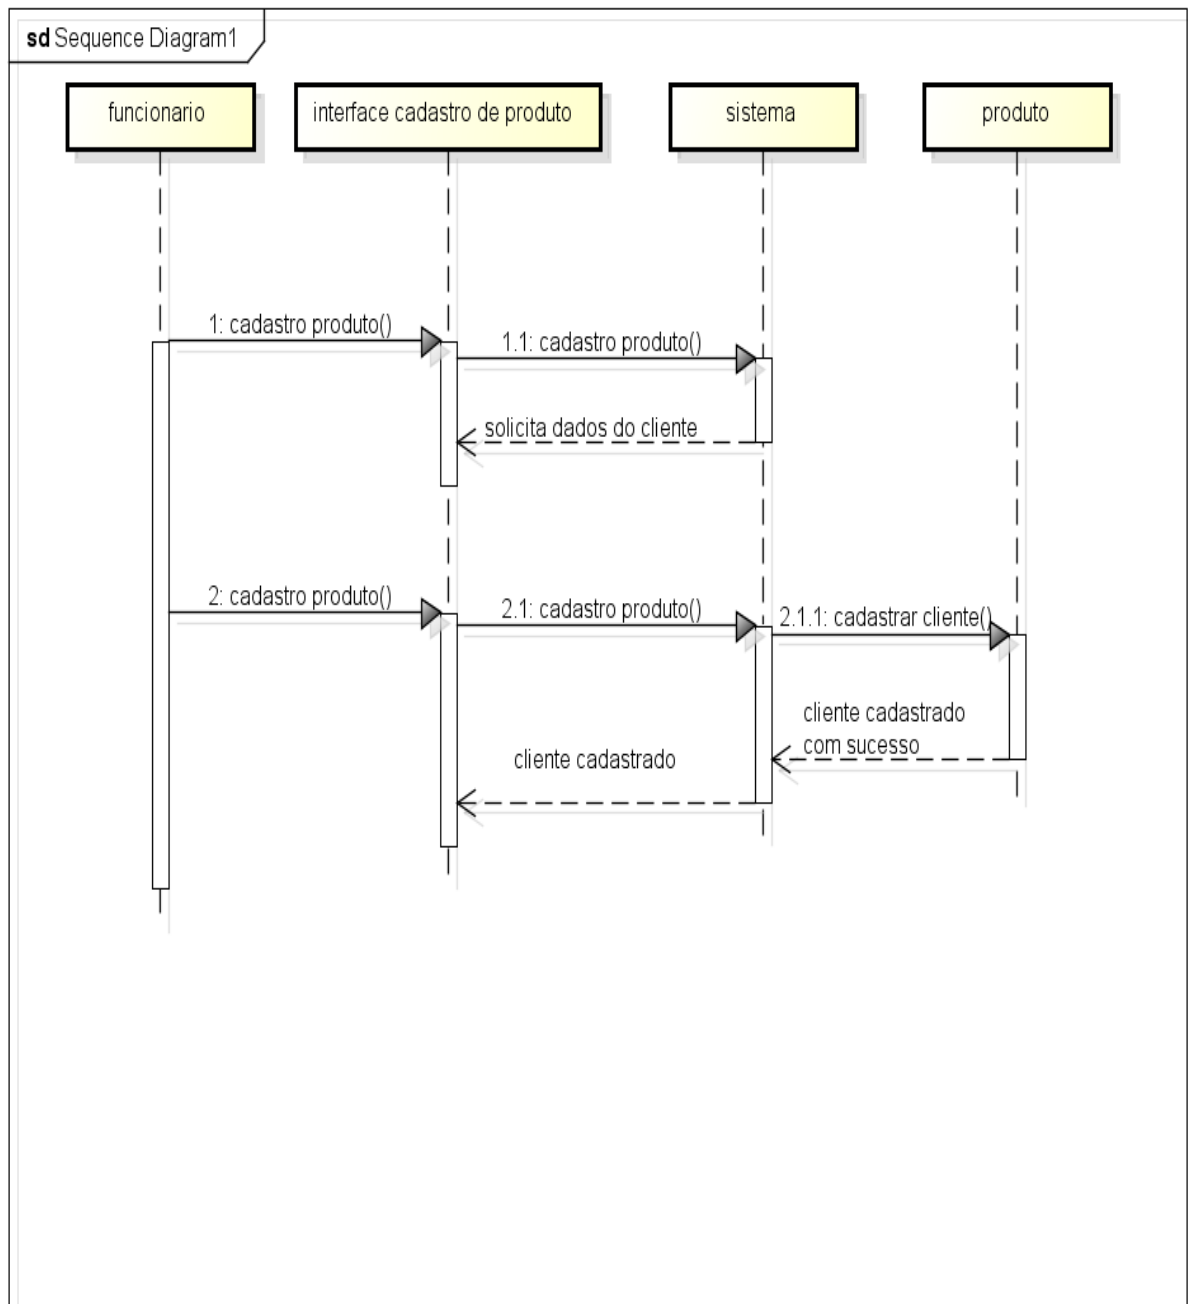 sd Sequence Diagram1
funcionario
interface cadastro de produto
sistema
produto
1: cadastro produto()
1.1: cadastro produto()
solicita dados do cliente
2: cadastro produto()
2.1: cadastro produto()
2.1.1: cadastrar cliente()
cliente cadastrado
com sucesso
cliente cadastrado